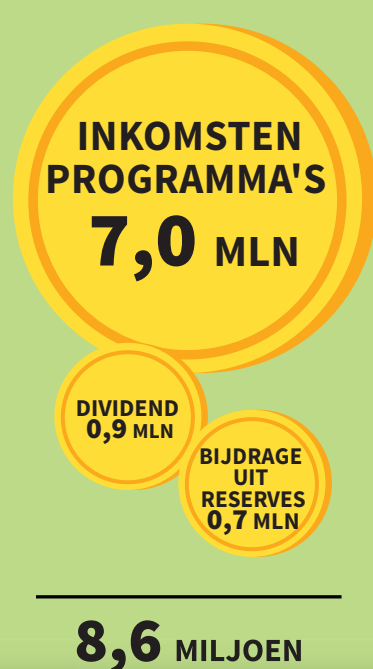 INKOMSTEN
PROGRAMMA'S
7,0 MLN
DIVIDEND
0,9 MLN
BIJDRAGE
UIT
RESERVES
0,7 MLN
8,6 MILJOEN